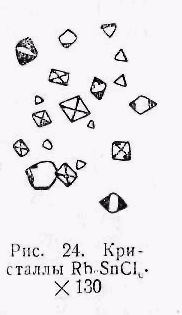 Рис. 24. Кри-
сталлы Rb₂SnCl₆.
×130